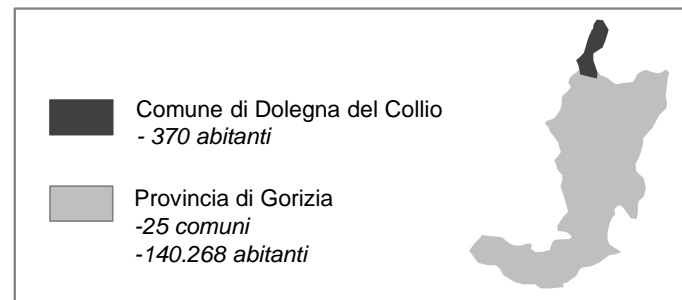 Comune di Dolegna del Collio
- 370 abitanti
Provincia di Gorizia
-25 comuni
-140.268 abitanti